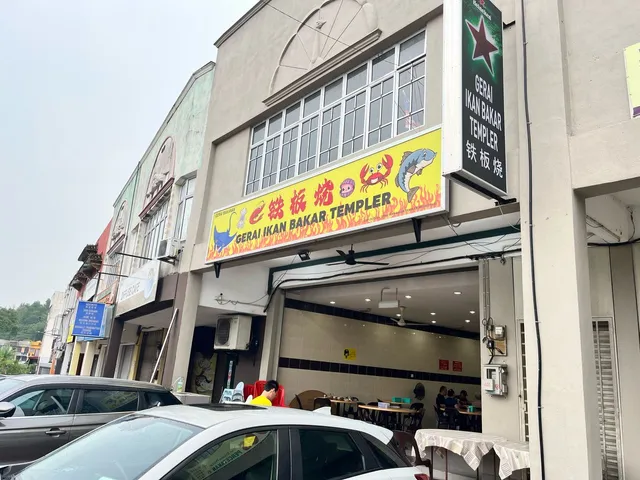 铁板烧
GERAI IKAN BAKAR TEMPLER
GERAI
IKAN BAKAR
TEMPLER
铁板烧